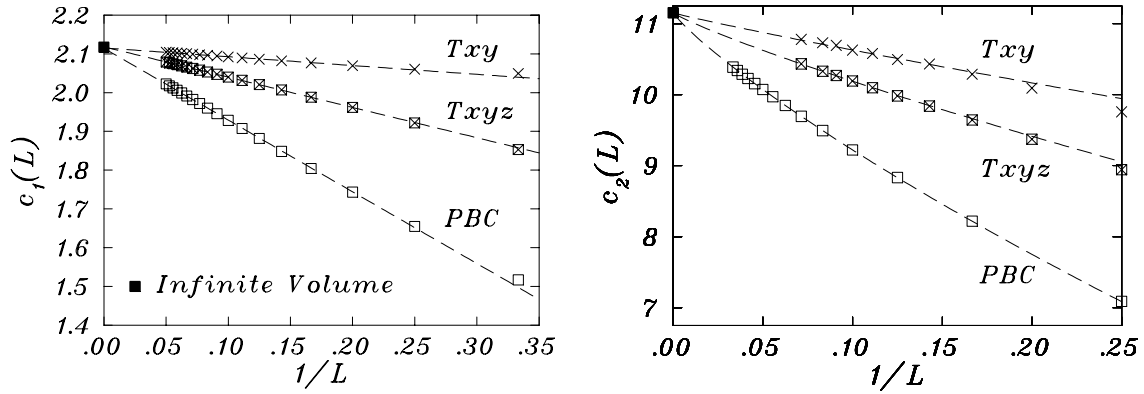 2.2
2.1
2.0
1.9
1.8
1.7
1.6
1.5
1.4
c₁(L)
Txy
Txyz
PBC
Infinite Volume
.00 .05 .10 .15 .20 .25 .30 .35
1/L
11
10
9
8
7
c₂(L)
Txy
Txyz
PBC
.00 .05 .10 .15 .20 .25
1/L